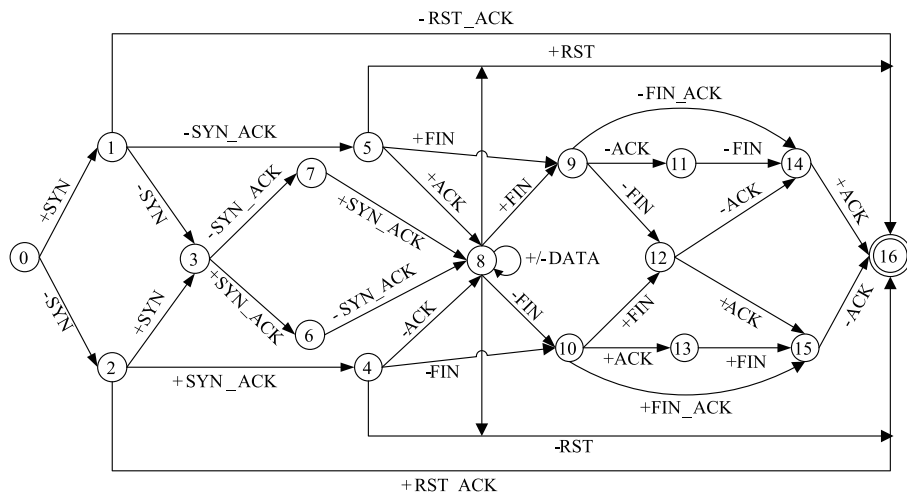 -RST_ACK
+RST
-FIN_ACK
1
-SYN_ACK
5
+FIN
9
-ACK
11
-FIN
14
7
+SYN
-SYN
-SYN_ACK
+SYN_ACK
+ACK
+FIN
-FIN
-ACK
+ACK
0
3
8
+/-DATA
12
16
-SYN
+SYN
+SYN_ACK
-SYN_ACK
6
-ACK
-FIN
+FIN
+ACK
-ACK
2
+SYN_ACK
4
-FIN
10
+ACK
13
+FIN
15
+FIN_ACK
-RST
+RST_ACK